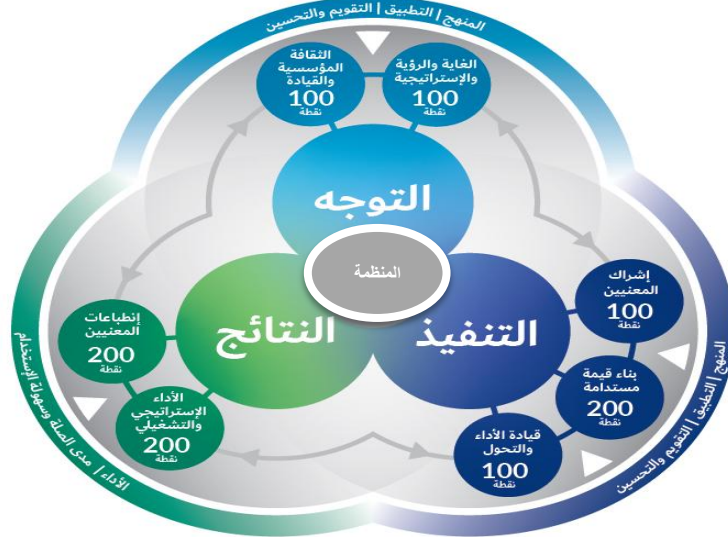 المنهج | التطبيق | التقويم والتحسين
الثقافة
المؤسسية
والقيادة
100
نقطة
الغاية والرؤية
والإستراتيجية
100
نقطة
التوجه
المنظمة
التنفيذ
إشراك
المعنيين
100
نقطة
بناء قيمة
مستدامة
200
نقطة
قيادة الأداء
والتحول
100
نقطة
المنهج | التطبيق | التقويم والتحسين
النتائج
إنطباعات
المعنيين
200
نقطة
الأداء
الإستراتيجي
والتشغيلي
200
نقطة
الأداء | مدى الصلة وسهولة الإستخدام